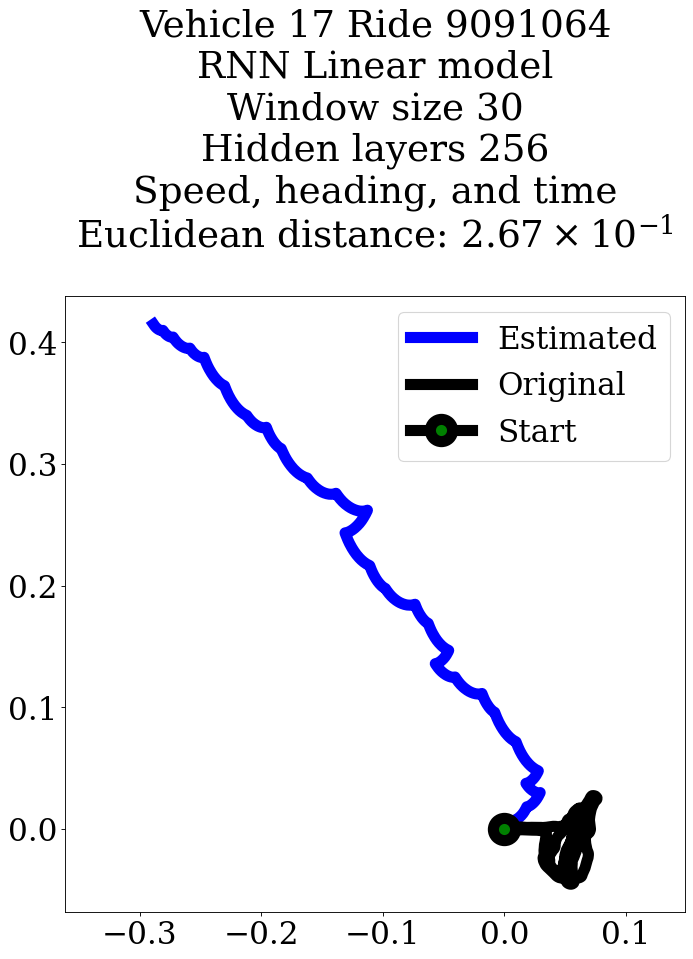 Vehicle 17 Ride 9091064
RNN Linear model
Window size 30
Hidden layers 256
Speed, heading, and time
Euclidean distance: 2.67 × 10⁻¹
Estimated
Original
Start
0.4
0.3
0.2
0.1
0.0
−0.3 −0.2 −0.1 0.0 0.1